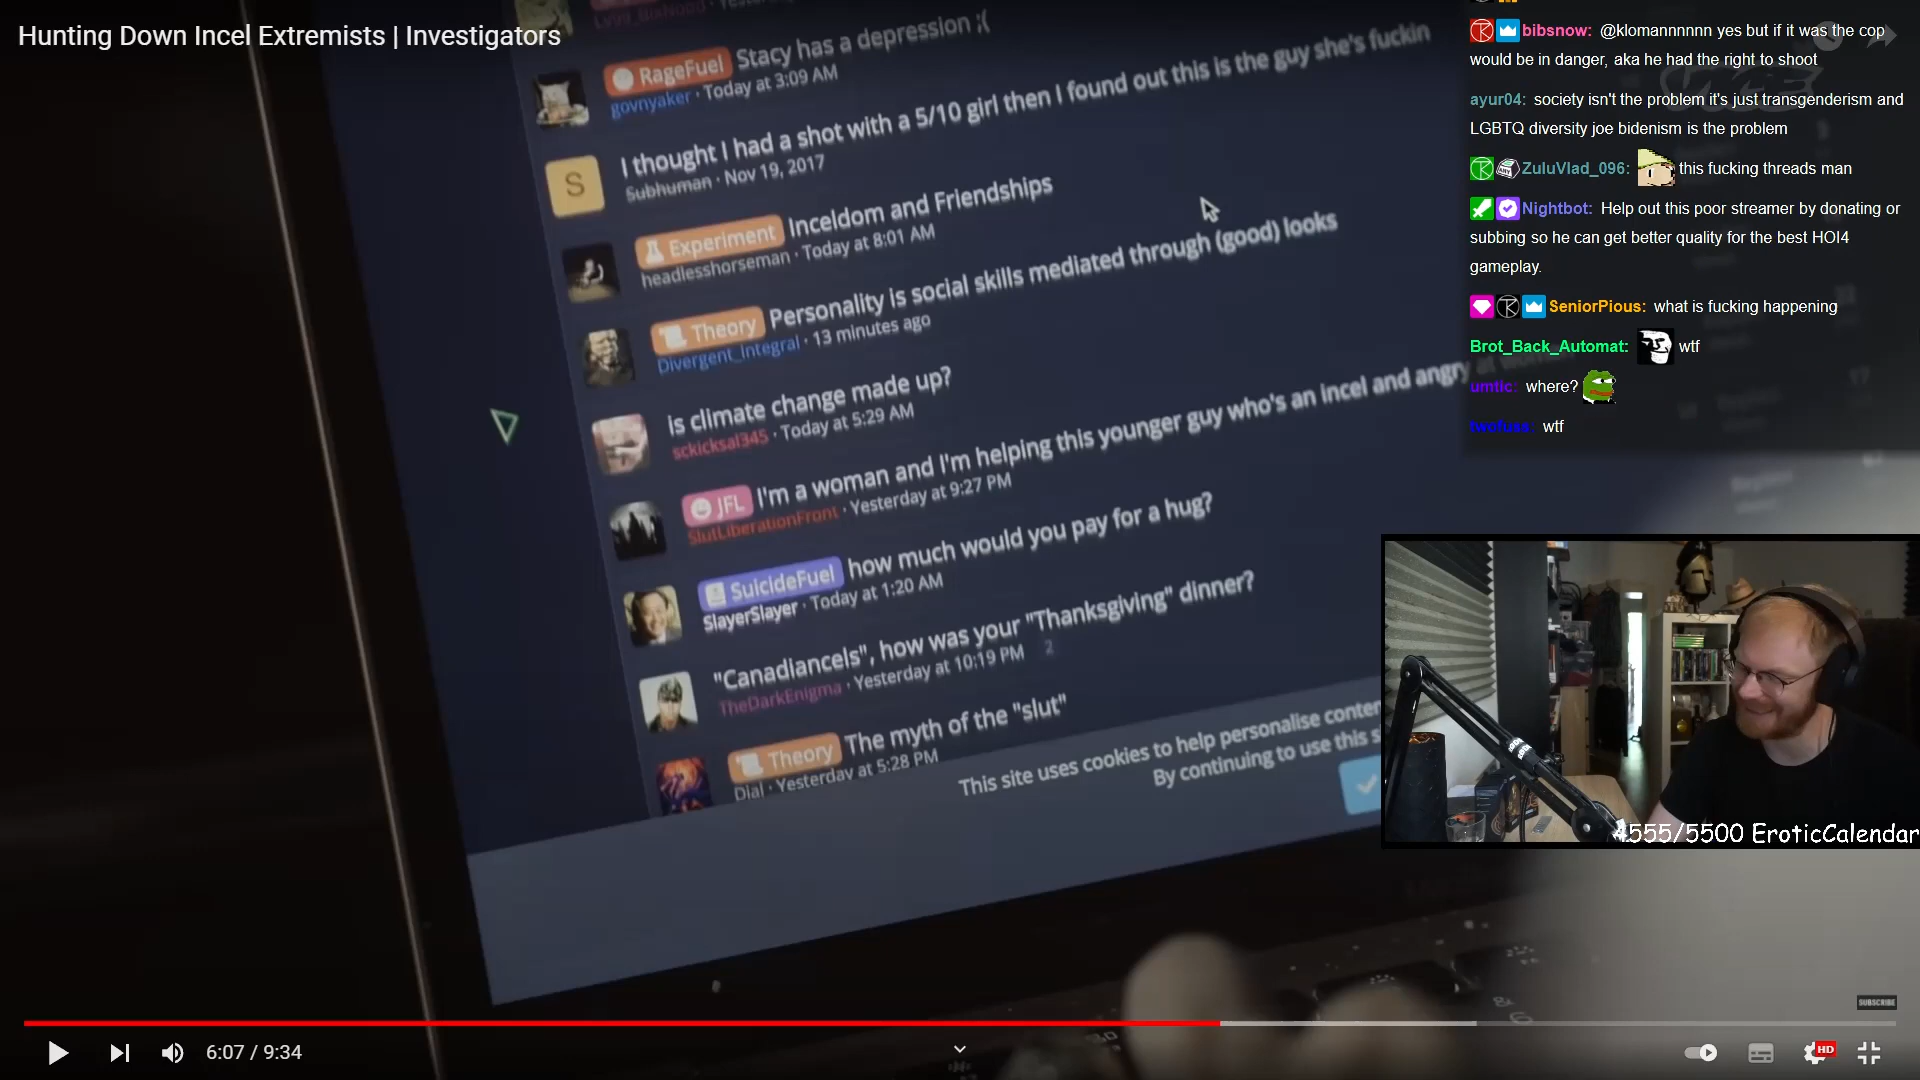 Hunting Down Incel Extremists | Investigators
RageFuel Stacy has a depression ;(
govnyaker · Today at 3:09 AM
S
I thought I had a shot with a 5/10 girl then I found out this is the guy she's fuckin
Subhuman · Nov 19, 2017
Experiment Inceldom and Friendships
headlesshorseman · Today at 8:01 AM
Theory Personality is social skills mediated through (good) looks
Divergent_Integral · 13 minutes ago
is climate change made up?
sckicksal345 · Today at 5:29 AM
JFL I'm a woman and I'm helping this younger guy who's an incel and angry
SlutLiberationFront · Yesterday at 9:27 PM
SuicideFuel how much would you pay for a hug?
SlayerSlayer · Today at 1:20 AM
"Canadiancels", how was your "Thanksgiving" dinner?
TheDarkEnigma · Yesterday at 10:19 PM 2
Theory The myth of the "slut"
Dial · Yesterday at 5:28 PM
This site uses cookies to help personalise conten
By continuing to use this s
bibsnow: @klomannnnnn yes but if it was the cop
would be in danger, aka he had the right to shoot
ayur04: society isn't the problem it's just transgenderism and
LGBTQ diversity joe bidenism is the problem
ZuluVlad_096: this fucking threads man
Nightbot: Help out this poor streamer by donating or
subbing so he can get better quality for the best HOI4
gameplay.
SeniorPious: what is fucking happening
Brot_Back_Automat: wtf
umtic: where?
twofuse: wtf
4555/5500 EroticCalendar
SUBSCRIBE
6:07 / 9:34
HD